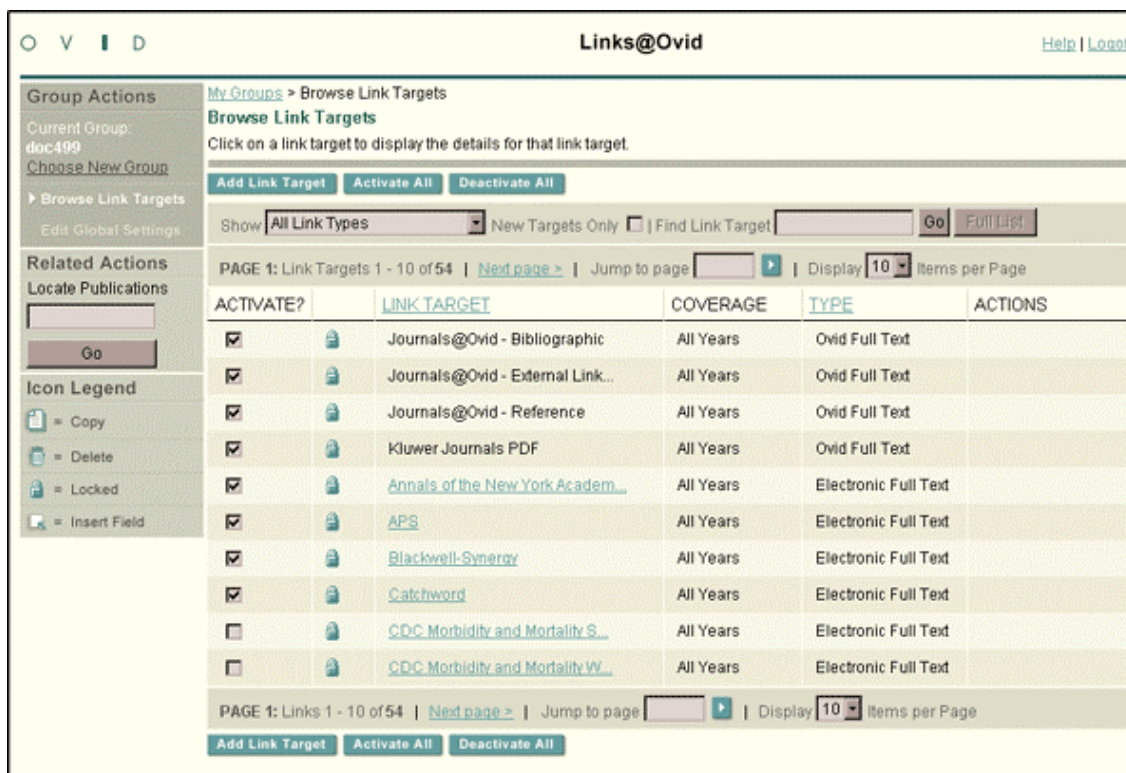 O V I D
Links@Ovid
Help | Logof
Group Actions
Current Group:
doc499
Choose New Group
Browse Link Targets
Edit Global Settings
Related Actions
Locate Publications
Go
Icon Legend
= Copy
= Delete
= Locked
= Insert Field
My Groups > Browse Link Targets
Browse Link Targets
Click on a link target to display the details for that link target.
Add Link Target Activate All Deactivate All
Show All Link Types New Targets Only | Find Link Target Go Full List
PAGE 1: Link Targets 1 - 10 of 54 | Next page > | Jump to page | Display 10 Items per Page
ACTIVATE? LINK TARGET COVERAGE TYPE ACTIONS
Journals@Ovid - Bibliographic All Years Ovid Full Text
Journals@Ovid - External Link... All Years Ovid Full Text
Journals@Ovid - Reference All Years Ovid Full Text
Kluwer Journals PDF All Years Ovid Full Text
Annals of the New York Academ... All Years Electronic Full Text
APS All Years Electronic Full Text
Blackwell-Synergy All Years Electronic Full Text
Catchword All Years Electronic Full Text
CDC Morbidity and Mortality S... All Years Electronic Full Text
CDC Morbidity and Mortality W... All Years Electronic Full Text
PAGE 1: Links 1 - 10 of 54 | Next page > | Jump to page | Display 10 Items per Page
Add Link Target Activate All Deactivate All